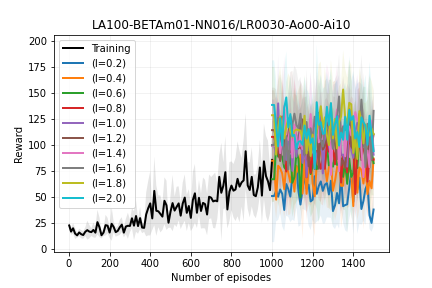 LA100-BETAm01-NN016/LR0030-Ao00-Ai10
200
175
150
125
100
75
50
25
0
Reward
Training
(l=0.2)
(l=0.4)
(l=0.6)
(l=0.8)
(l=1.0)
(l=1.2)
(l=1.4)
(l=1.6)
(l=1.8)
(l=2.0)
0 200 400 600 800 1000 1200 1400
Number of episodes